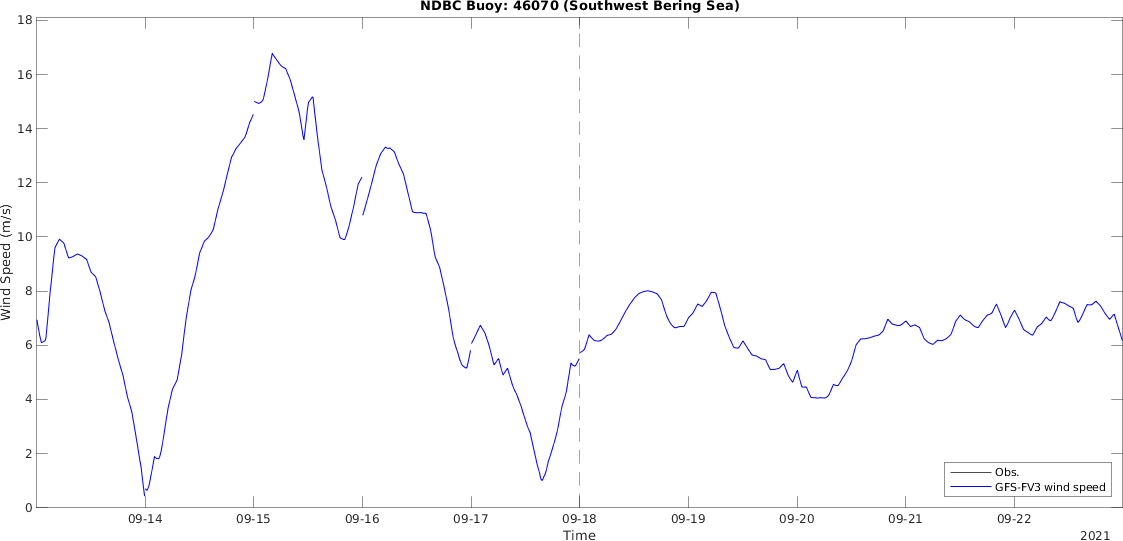 NDBC Buoy: 46070 (Southwest Bering Sea)
18
16
14
12
10
8
6
4
2
0
Wind Speed (m/s)
Obs.
GFS-FV3 wind speed
09-14 09-15 09-16 09-17 09-18 09-19 09-20 09-21 09-22
Time
2021